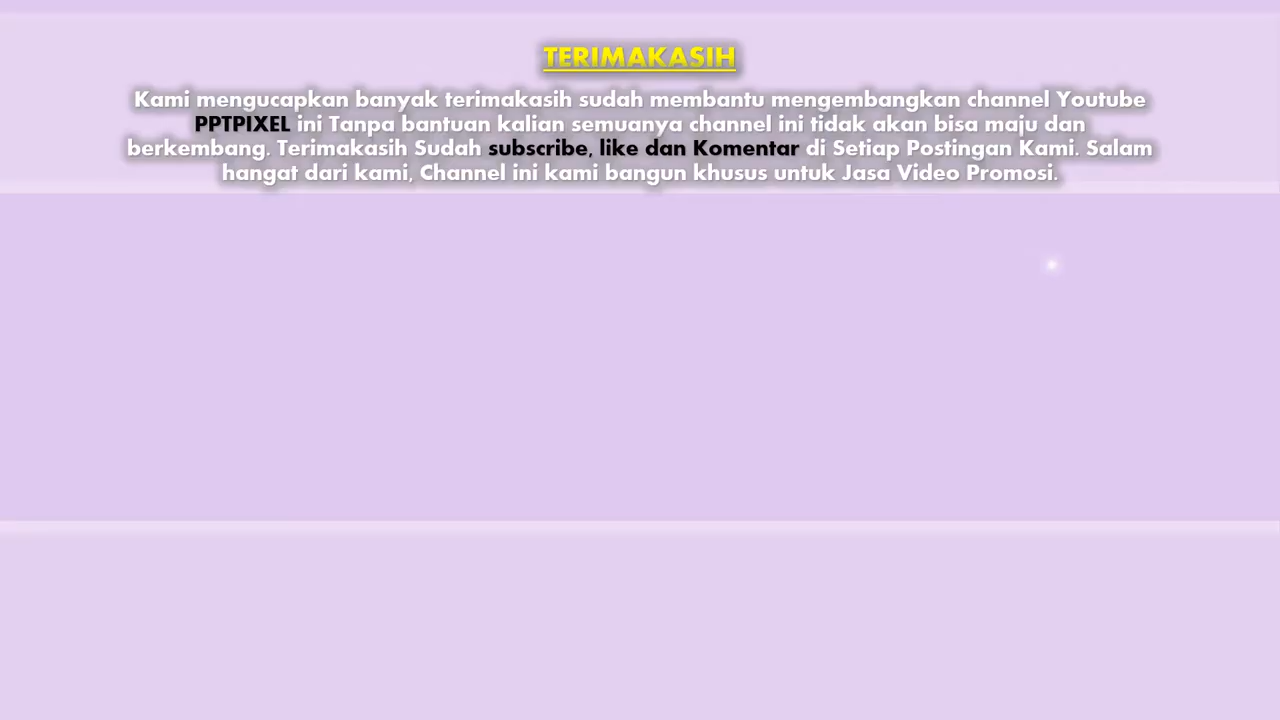 TERIMAKASIH
Kami mengucapkan banyak terimakasih sudah membantu mengembangkan channel Youtube
PPTPIXEL ini Tanpa bantuan kalian semuanya channel ini tidak akan bisa maju dan
berkembang. Terimakasih Sudah subscribe, like dan Komentar di Setiap Postingan Kami. Salam
hangat dari kami, Channel ini kami bangun khusus untuk Jasa Video Promosi.